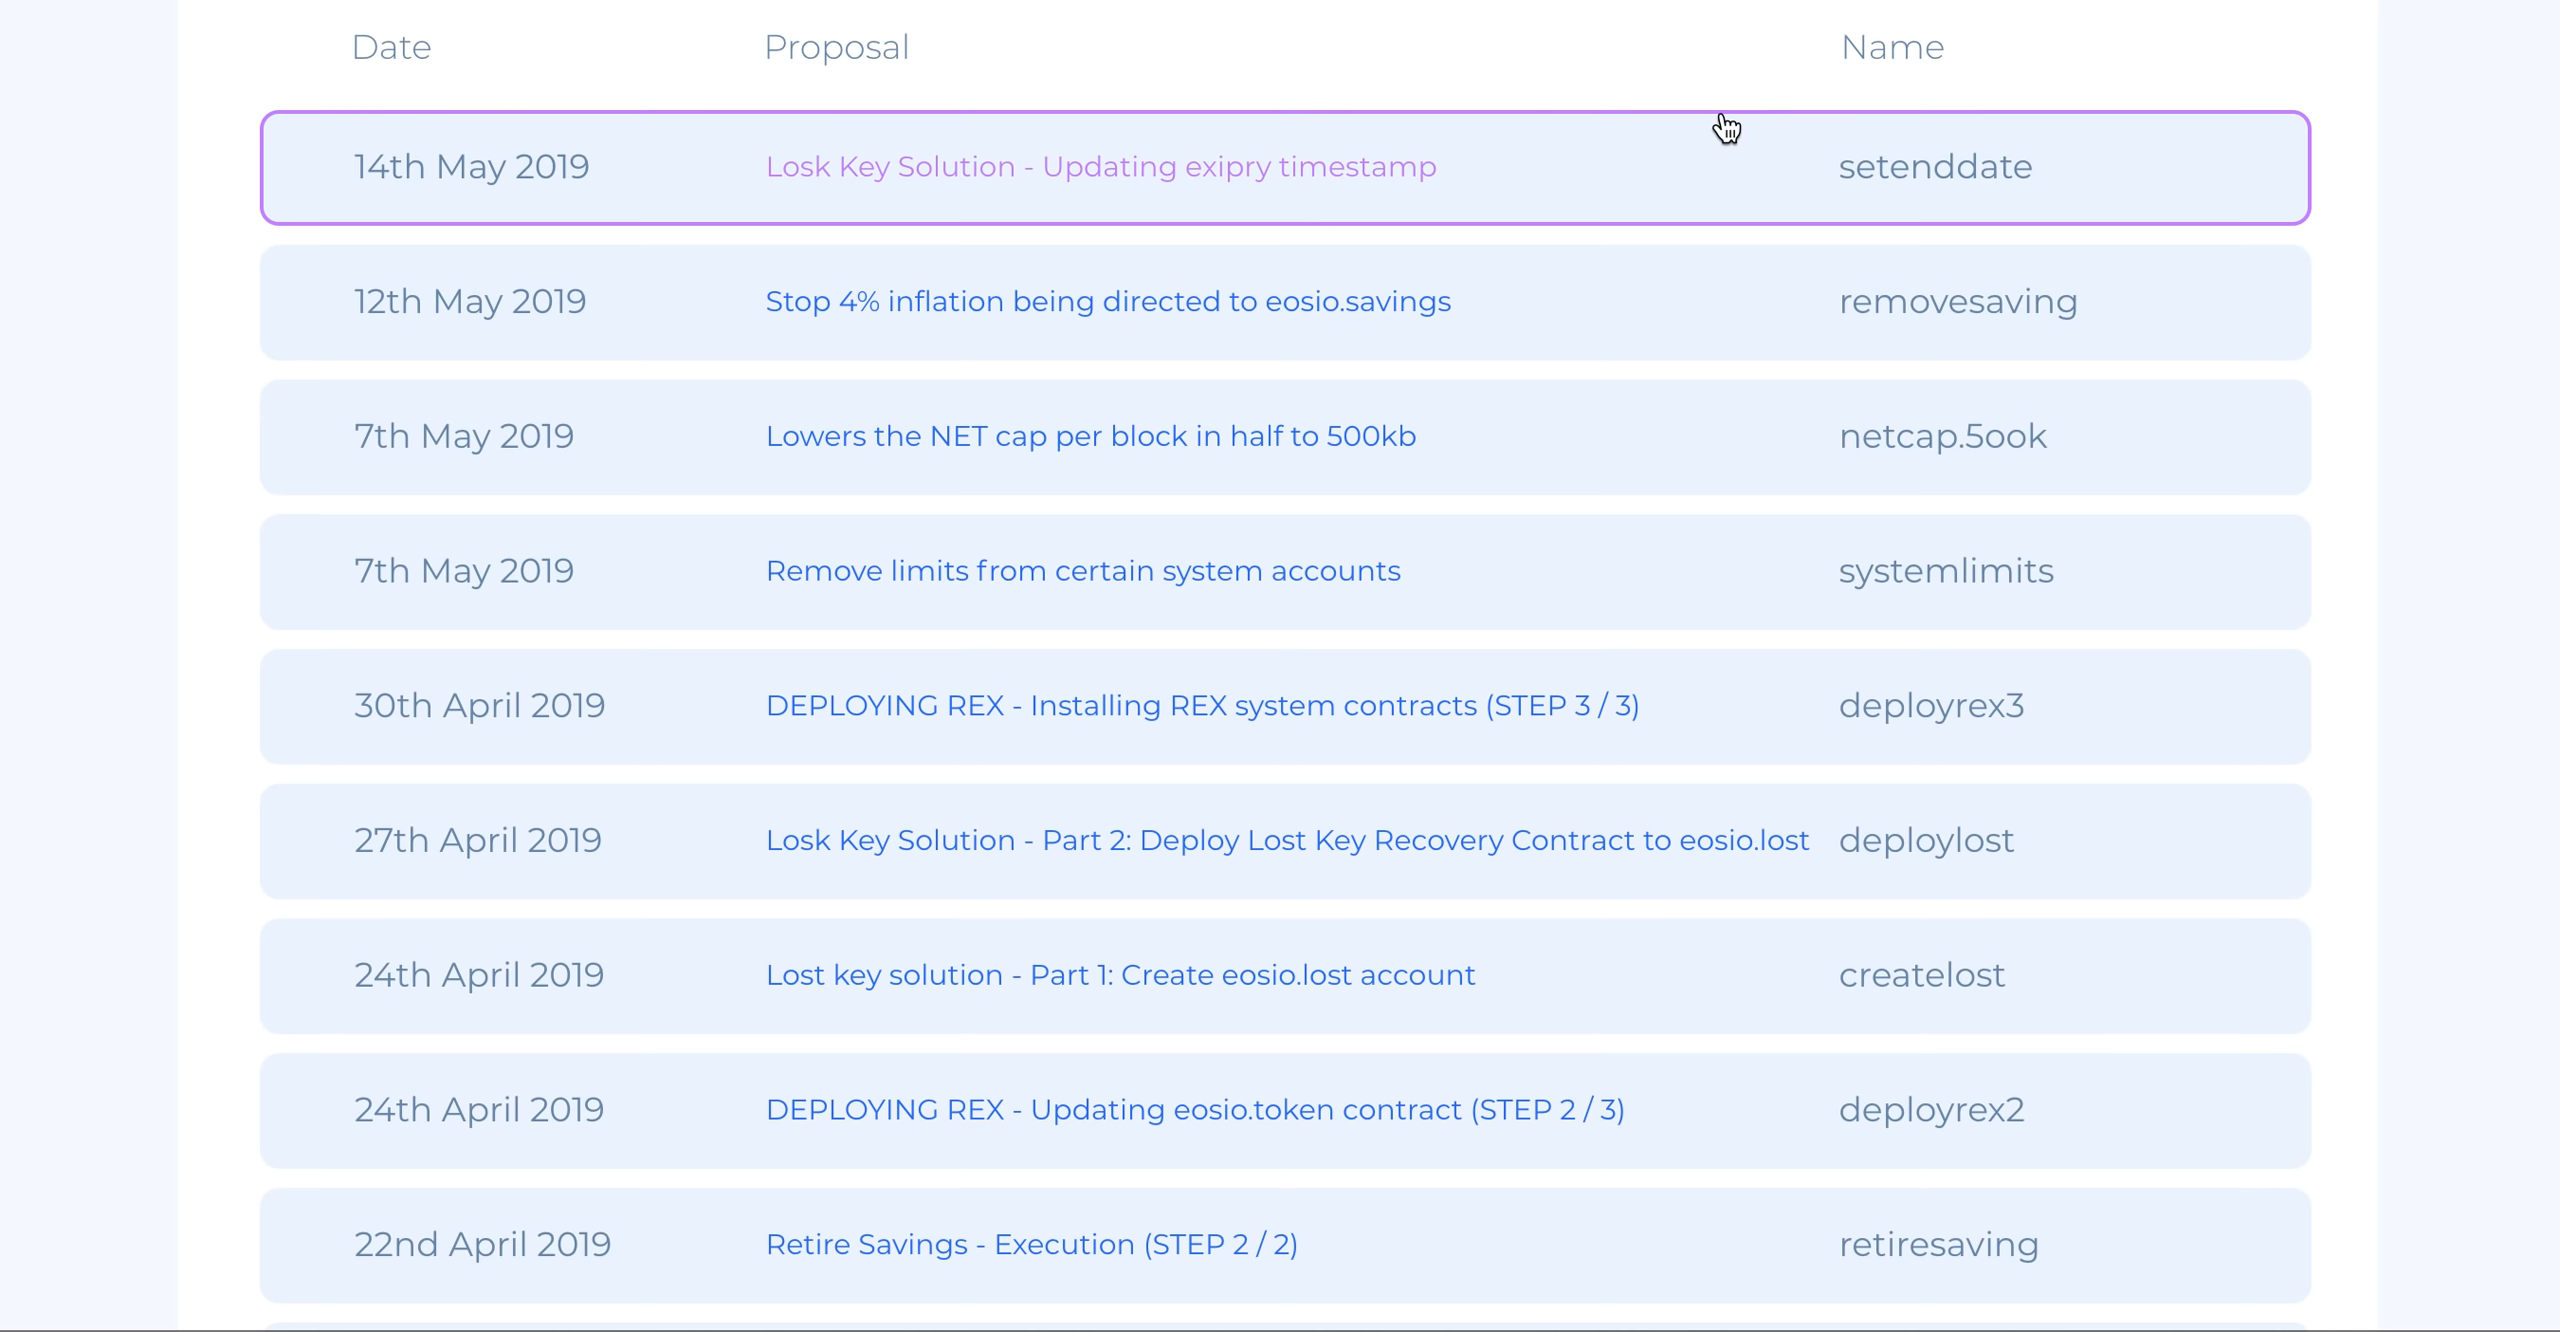 Date Proposal Name
14th May 2019 Losk Key Solution - Updating exipry timestamp setenddate
12th May 2019 Stop 4% inflation being directed to eosio.savings removesaving
7th May 2019 Lowers the NET cap per block in half to 500kb netcap.5ook
7th May 2019 Remove limits from certain system accounts systemlimits
30th April 2019 DEPLOYING REX - Installing REX system contracts (STEP 3 / 3) deployrex3
27th April 2019 Losk Key Solution - Part 2: Deploy Lost Key Recovery Contract to eosio.lost deploylost
24th April 2019 Lost key solution - Part 1: Create eosio.lost account createlost
24th April 2019 DEPLOYING REX - Updating eosio.token contract (STEP 2 / 3) deployrex2
22nd April 2019 Retire Savings - Execution (STEP 2 / 2) retiresaving